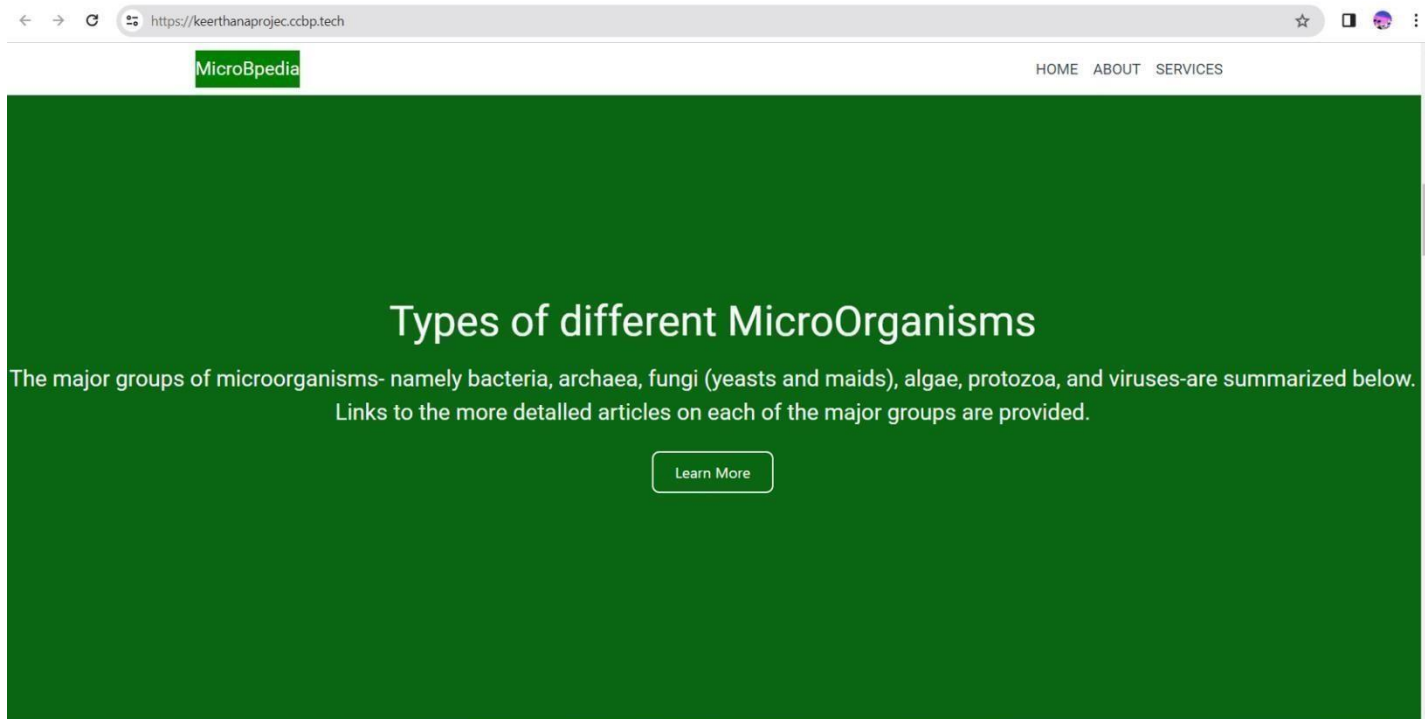 https://keerthanaprojec.ccbp.tech
MicroBpedia
HOME ABOUT SERVICES
Types of different MicroOrganisms
The major groups of microorganisms- namely bacteria, archaea, fungi (yeasts and maids), algae, protozoa, and viruses-are summarized below.
Links to the more detalled articles on each of the major groups are provided.
Learn More